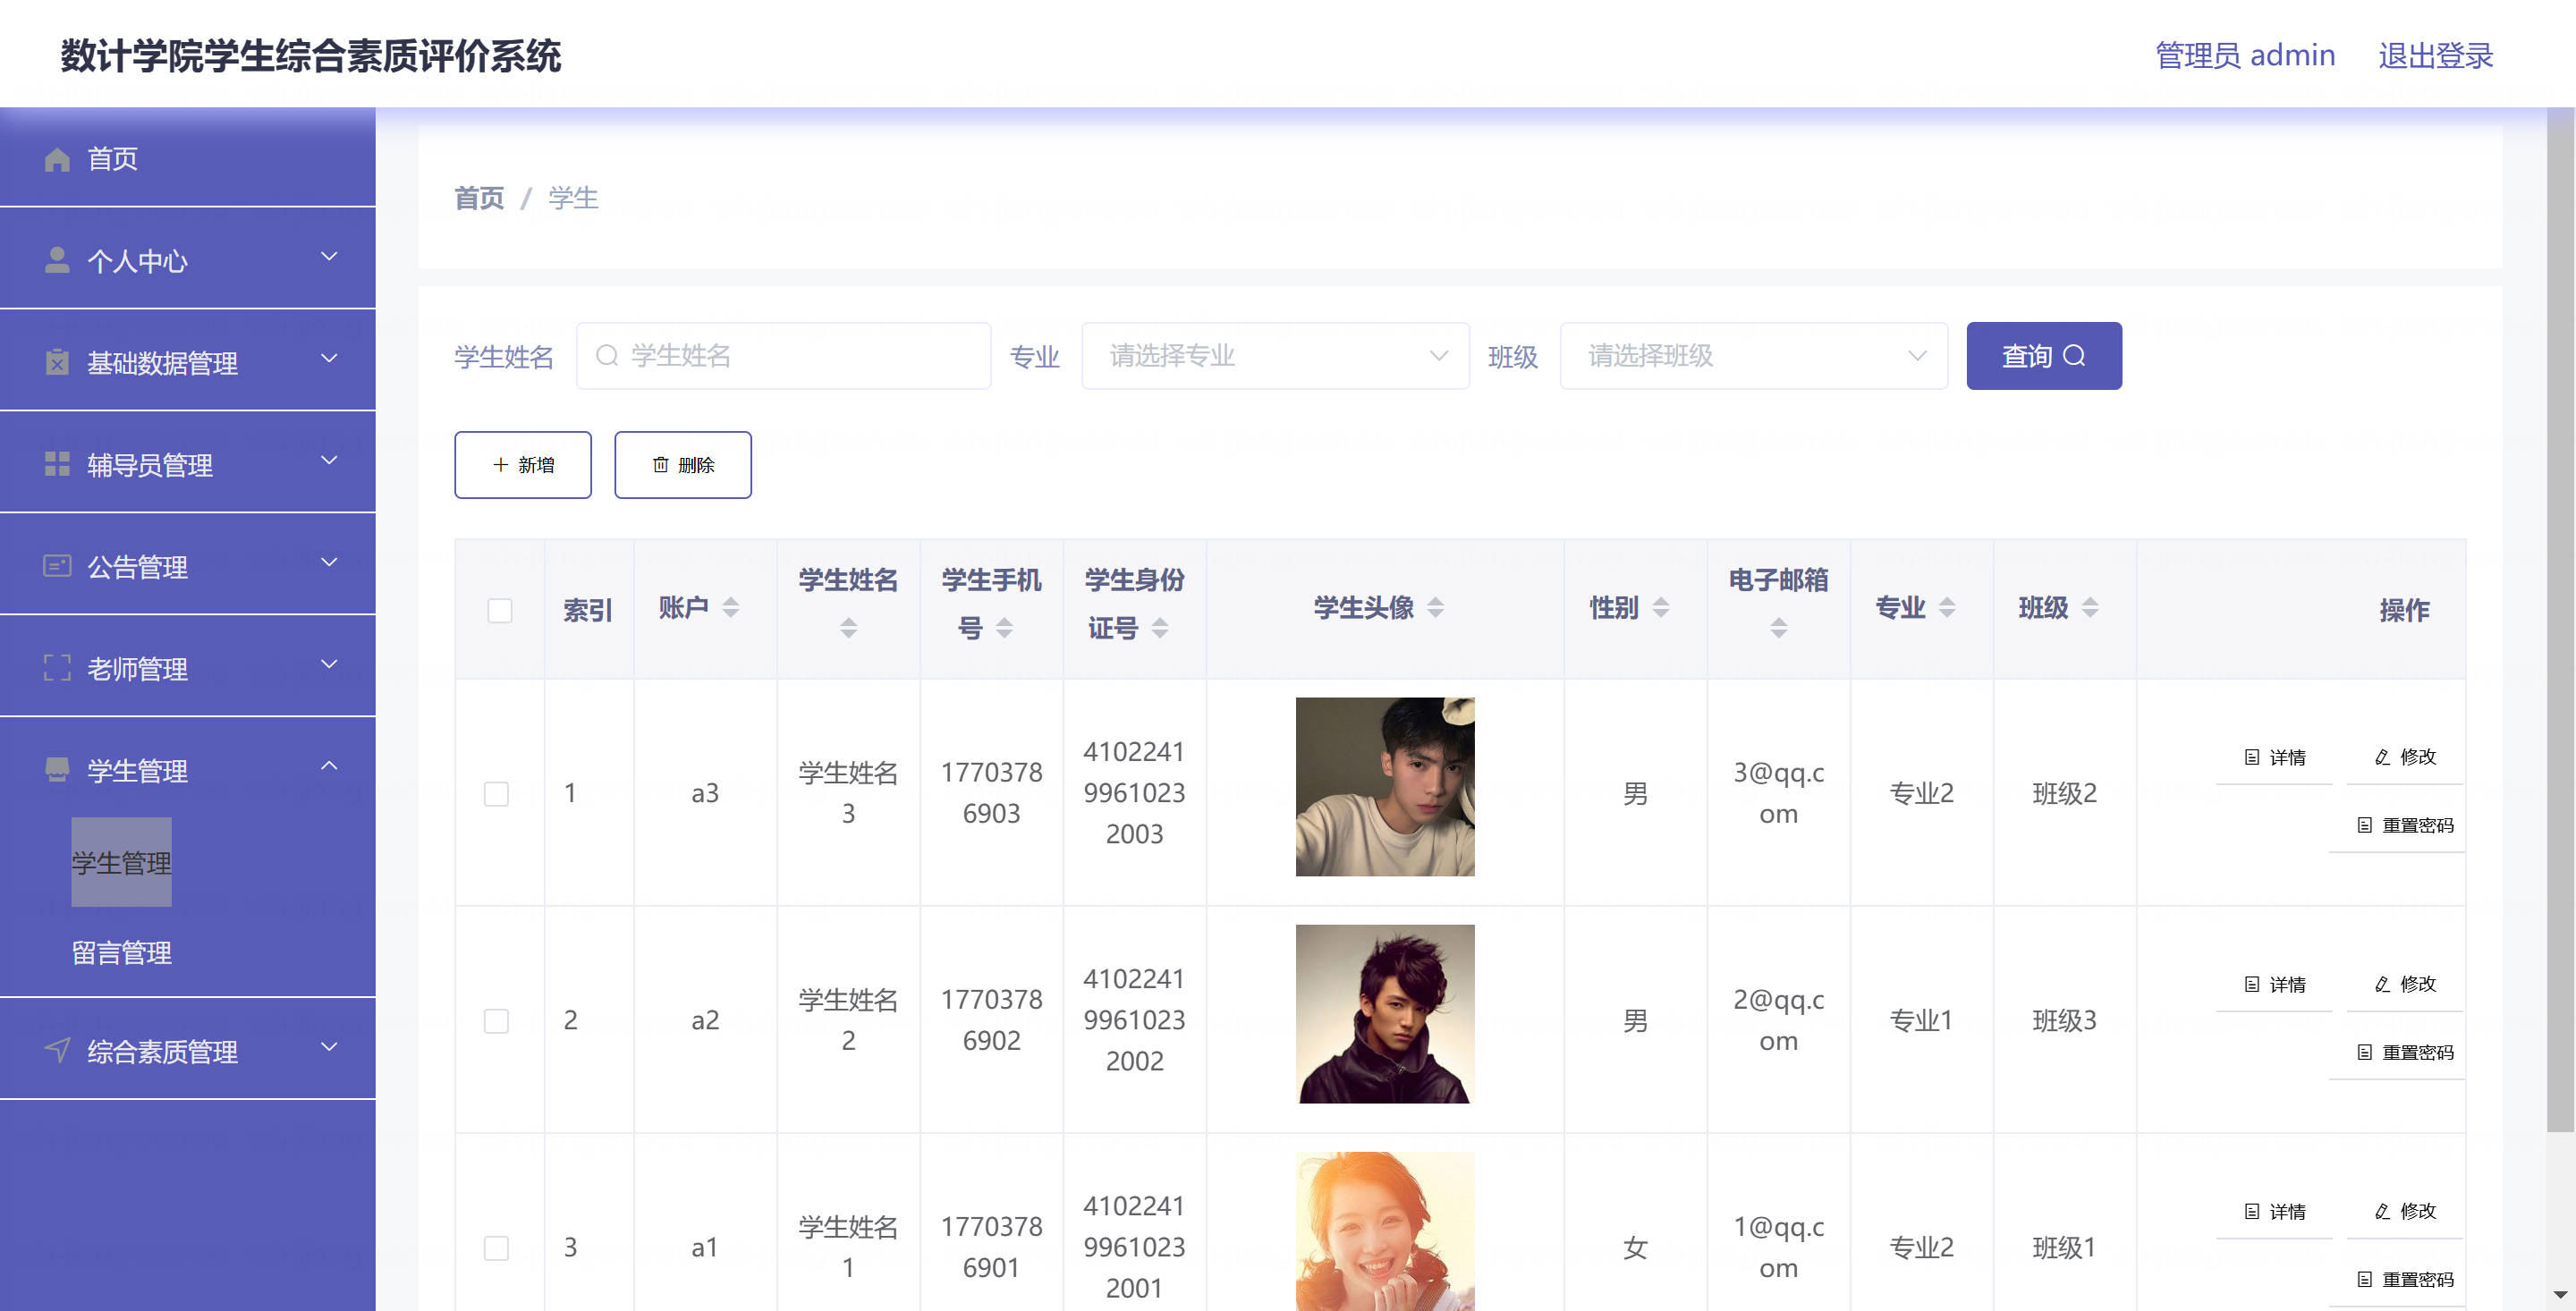 数计学院学生综合素质评价系统
管理员 admin
退出登录
首页
个人中心
基础数据管理
辅导员管理
公告管理
老师管理
学生管理
学生管理
留言管理
综合素质管理
首页 / 学生
学生姓名 学生姓名 专业 请选择专业 班级 请选择班级 查询
新增 删除
索引 账户 学生姓名 学生手机号 学生身份证号 学生头像 性别 电子邮箱 专业 班级 操作
1 a3 学生姓名3 17703786903 410224199610232003 男 3@qq.com 专业2 班级2 详情 修改 重置密码
2 a2 学生姓名2 17703786902 410224199610232002 男 2@qq.com 专业1 班级3 详情 修改 重置密码
3 a1 学生姓名1 17703786901 410224199610232001 女 1@qq.com 专业2 班级1 详情 修改 重置密码